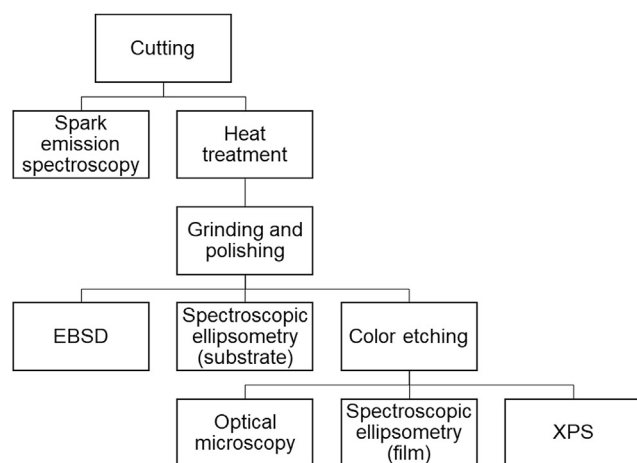 Cutting
Spark
emission
spectroscopy
Heat
treatment
Grinding and
polishing
EBSD
Spectroscopic
ellipsometry
(substrate)
Color etching
Optical
microscopy
Spectroscopic
ellipsometry
(film)
XPS